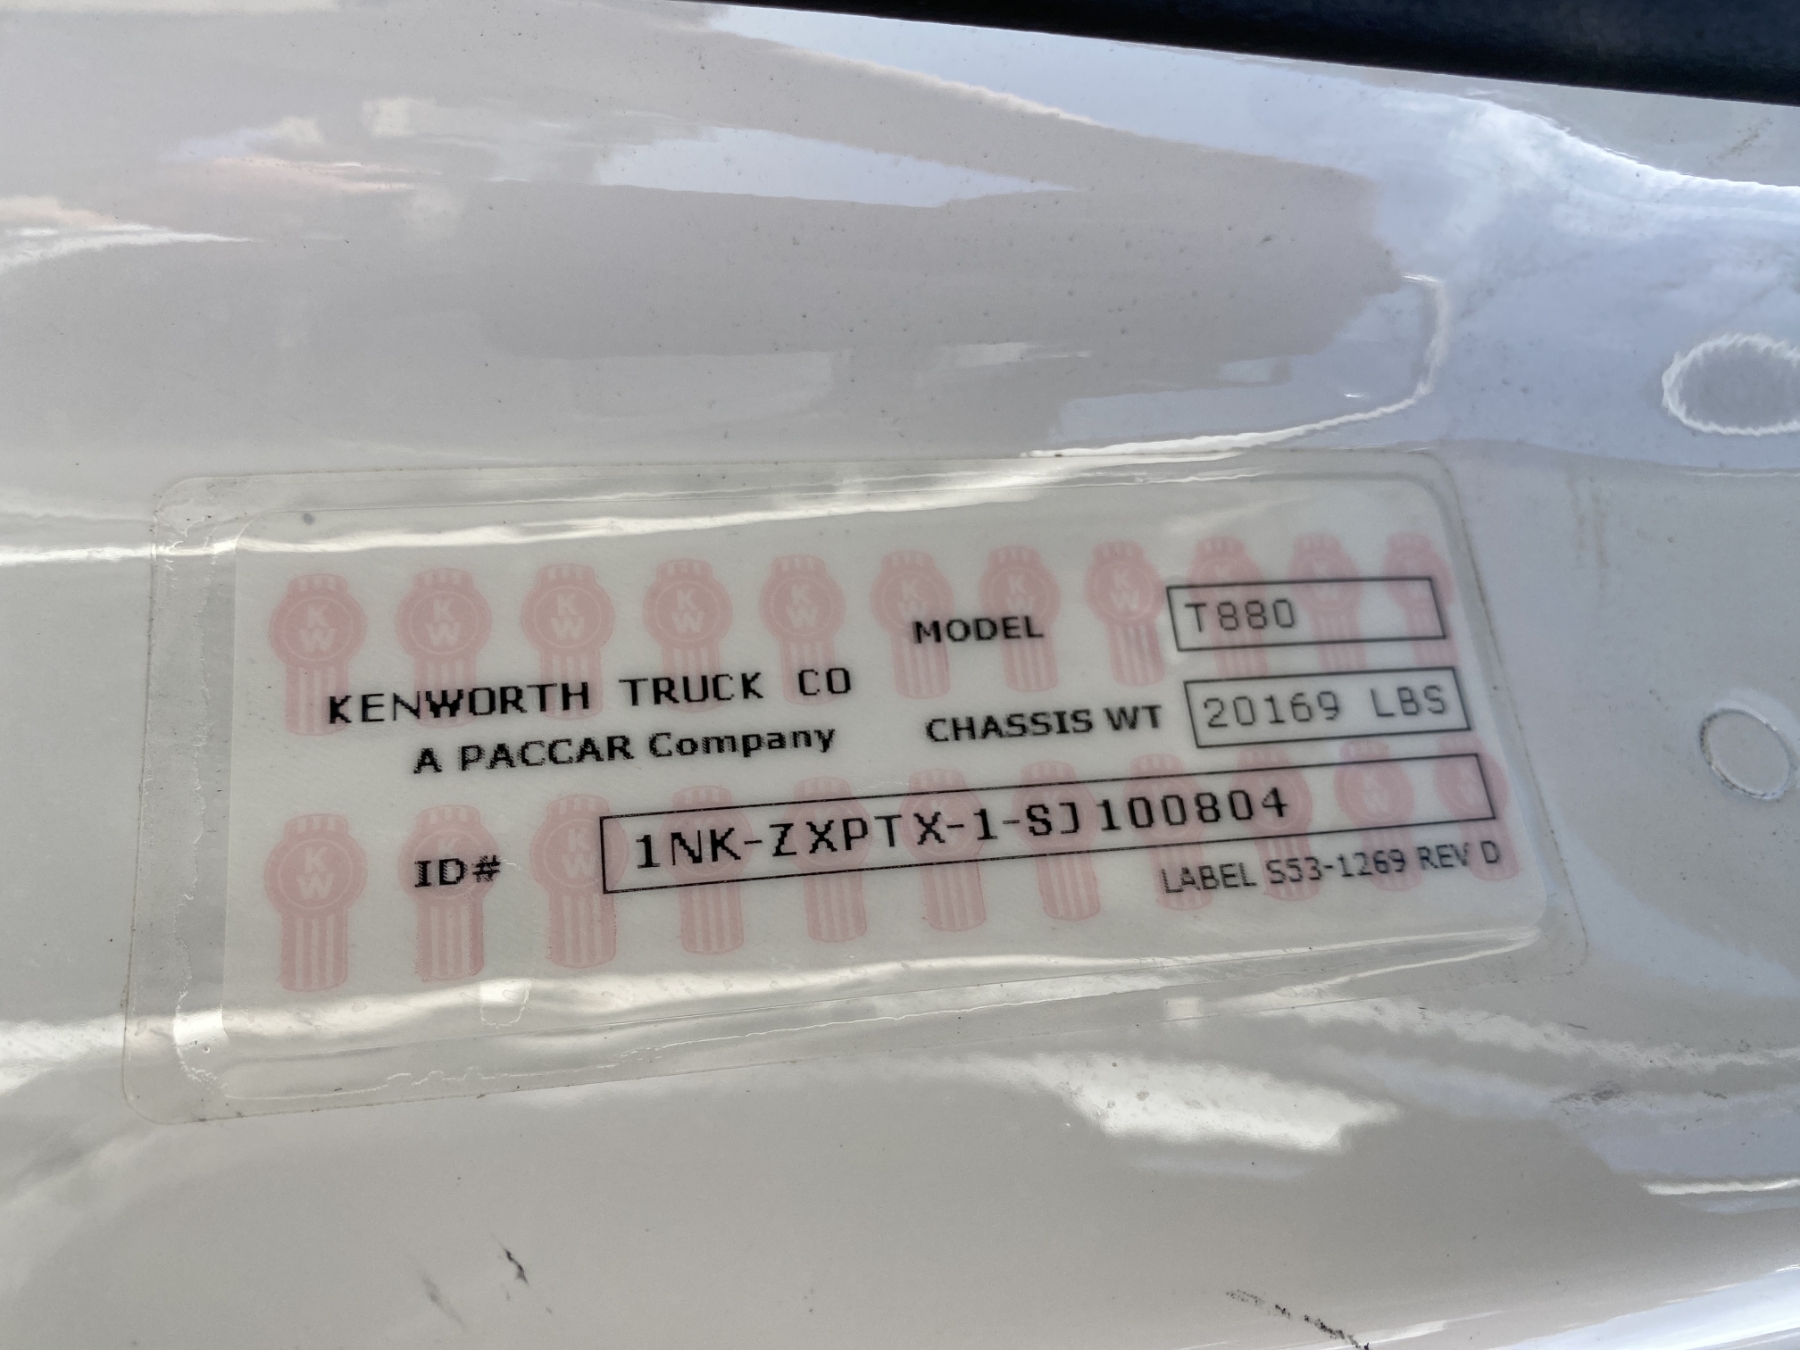 MODEL T880
KENWORTH TRUCK CO
A PACCAR Company
CHASSIS WT 20169 LBS
ID# 1NK-ZXPTX-1-SJ100804
LABEL S53-1269 REV D